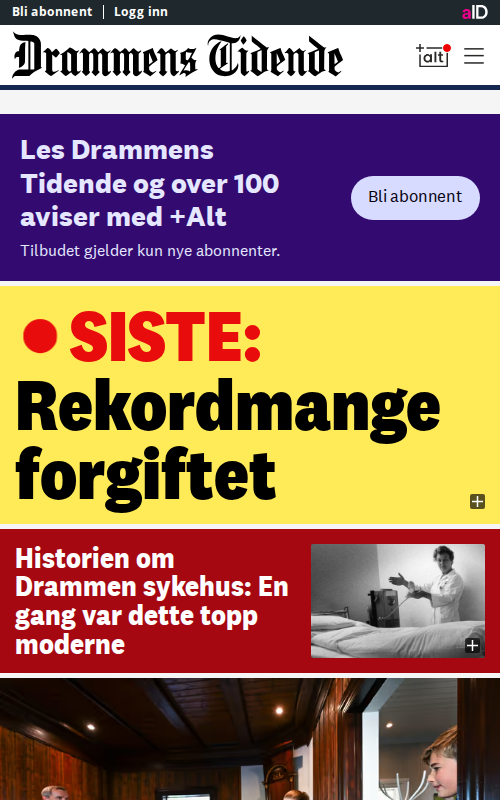 Bli abonnent | Logg inn
aID
Drammens Tidende
+alt
Les Drammens
Tidende og over 100
aviser med +Alt
Tilbudet gjelder kun nye abonnenter.
Bli abonnent
SISTE:
Rekordmange
forgiftet
Historien om
Drammen sykehus: En
gang var dette topp
moderne